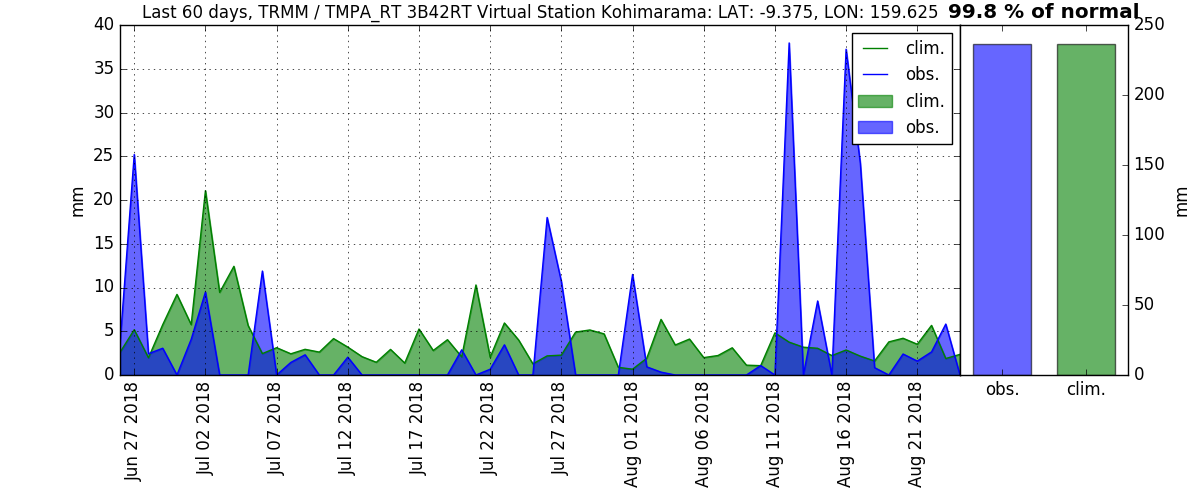 Last 60 days, TRMM / TMPA_RT 3B42RT Virtual Station Kohimarama: LAT: -9.375, LON: 159.625 99.8 % of normal
40
35
30
25
20
15
10
5
0
mm
clim.
obs.
clim.
obs.
250
200
150
100
50
0
mm
Jun 27 2018
Jul 02 2018
Jul 07 2018
Jul 12 2018
Jul 17 2018
Jul 22 2018
Jul 27 2018
Aug 01 2018
Aug 06 2018
Aug 11 2018
Aug 16 2018
Aug 21 2018
obs. clim.